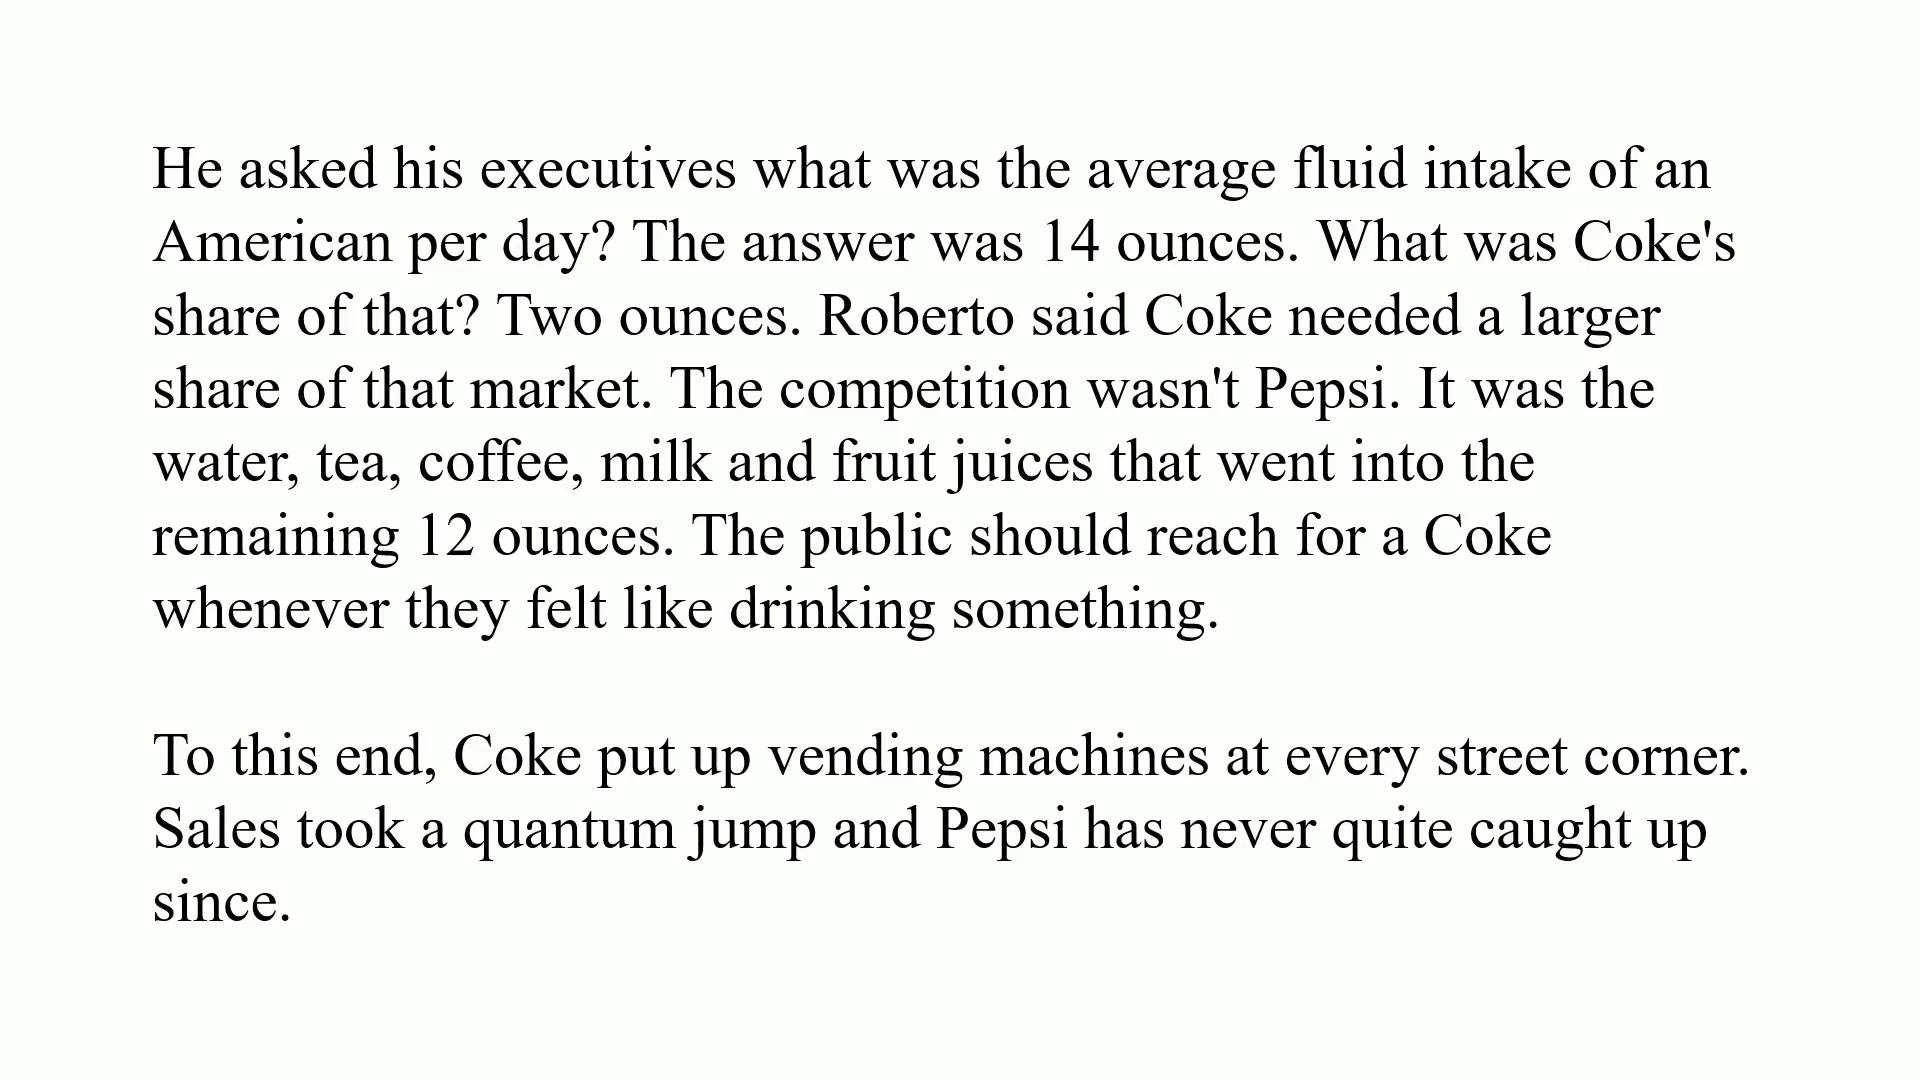 He asked his executives what was the average fluid intake of an
American per day? The answer was 14 ounces. What was Coke's
share of that? Two ounces. Roberto said Coke needed a larger
share of that market. The competition wasn't Pepsi. It was the
water, tea, coffee, milk and fruit juices that went into the
remaining 12 ounces. The public should reach for a Coke
whenever they felt like drinking something.
To this end, Coke put up vending machines at every street corner.
Sales took a quantum jump and Pepsi has never quite caught up
since.